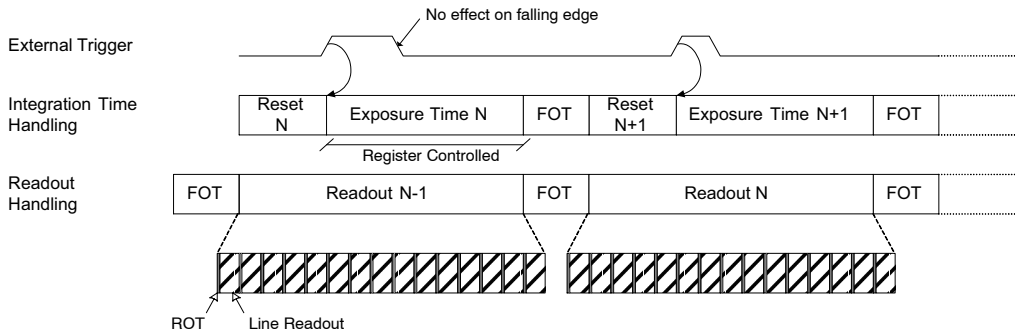 No effect on falling edge
External Trigger
Integration Time
Handling
Reset
N
Exposure Time N
FOT
Reset
N+1
Exposure Time N+1
FOT
Register Controlled
Readout
Handling
FOT
Readout N-1
FOT
Readout N
FOT
ROT
Line Readout